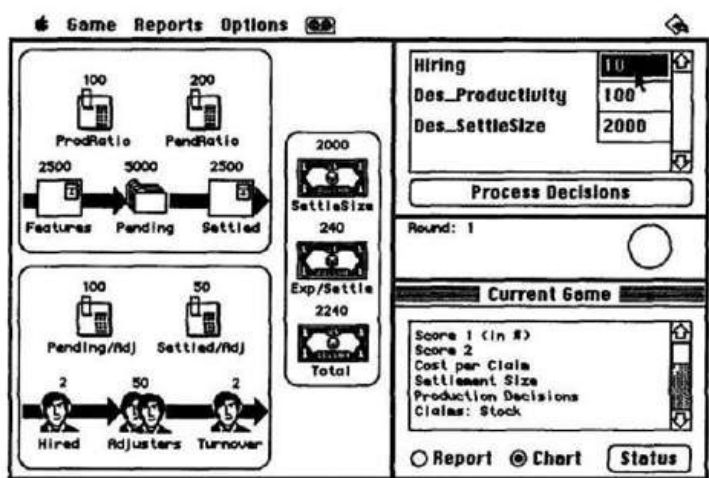 Game Reports Options
100 200
ProdRatio PendRatio
2500 5000 2500
Features Pending Settled
100 50
Pending/Adj Settled/Adj
2 50 2
Hired Adjusters Turnover
2000
SettleSize
240
Exp/Settle
2240
Total
Hiring 10
Des_Productivity 100
Des_SettleSize 2000
Process Decisions
Round: 1
Current Game
Score 1 (in %)
Score 2
Cost per Claim
Settlement Size
Production Decisions
Claims: Stock
Report Chart Status